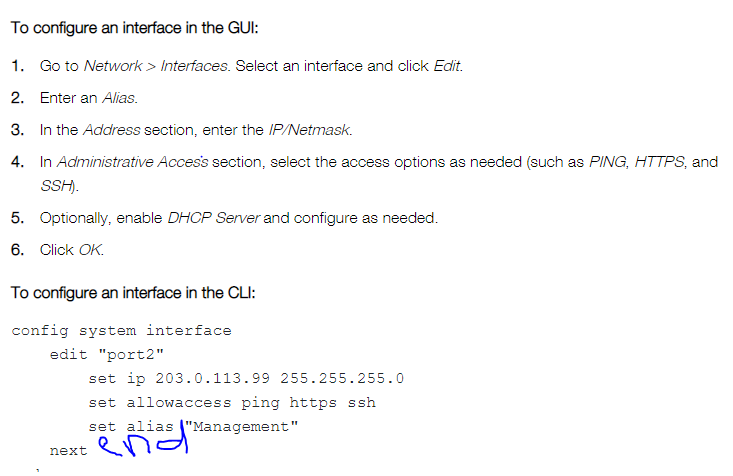 To configure an interface in the GUI:
1. Go to Network > Interfaces. Select an interface and click Edit.
2. Enter an Alias.
3. In the Address section, enter the IP/Netmask.
4. In Administrative Access section, select the access options as needed (such as PING, HTTPS, and
SSH).
5. Optionally, enable DHCP Server and configure as needed.
6. Click OK.
To configure an interface in the CLI:
config system interface
edit "port2"
set ip 203.0.113.99 255.255.255.0
set allowaccess ping https ssh
set alias "Management"
next end